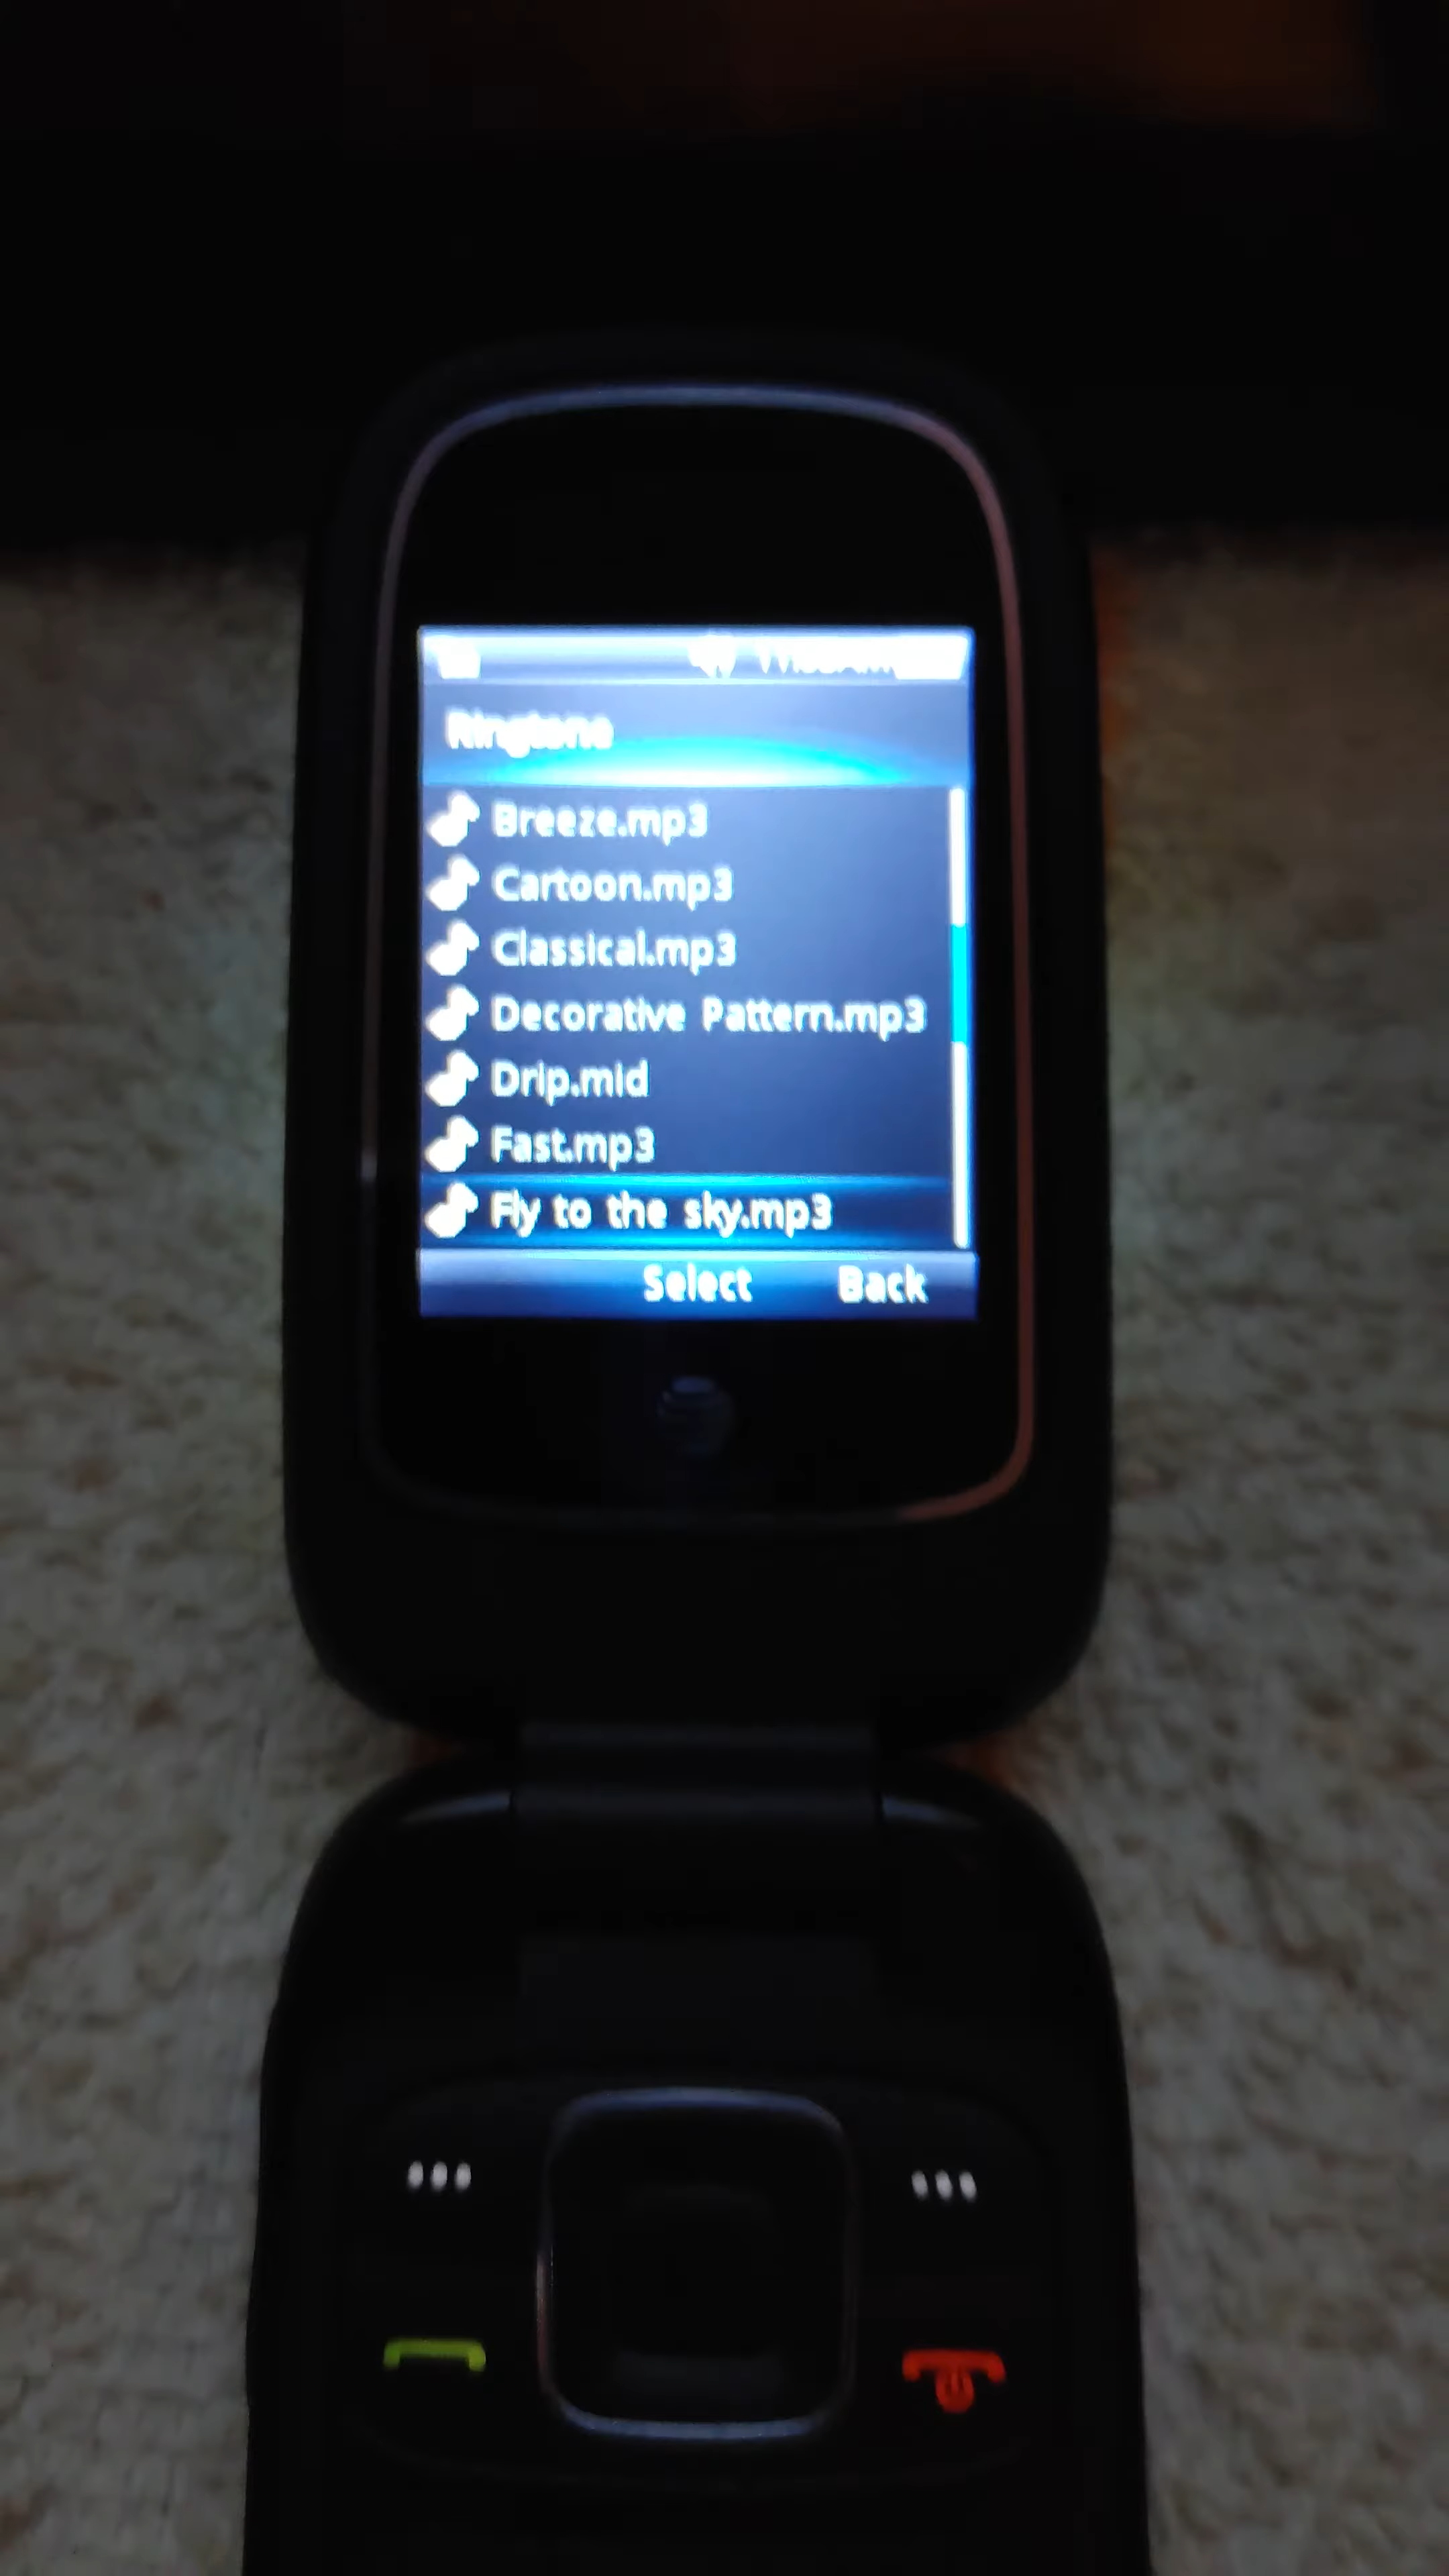 Ringtone
Breeze.mp3
Cartoon.mp3
Classical.mp3
Decorative Pattern.mp3
Drip.mid
Fast.mp3
Fly to the sky.mp3
Select Back